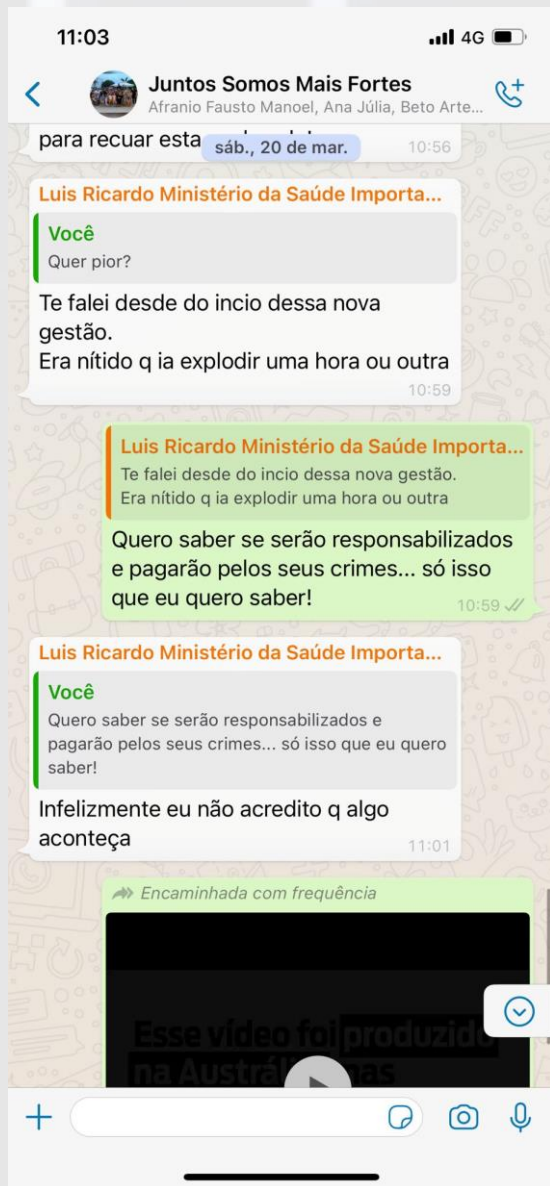 11:03
4G
Juntos Somos Mais Fortes
Afranio Fausto Manoel, Ana Júlia, Beto Arte...
para recuar esta
sáb., 20 de mar.
10:56
Luis Ricardo Ministério da Saúde Importa...
Você
Quer pior?
Te falei desde do incio dessa nova
gestão.
Era nítido q ia explodir uma hora ou outra
10:59
Luis Ricardo Ministério da Saúde Importa...
Te falei desde do incio dessa nova gestão.
Era nítido q ia explodir uma hora ou outra
Quero saber se serão responsabilizados
e pagarão pelos seus crimes... só isso
que eu quero saber!
10:59
Luis Ricardo Ministério da Saúde Importa...
Você
Quero saber se serão responsabilizados e
pagarão pelos seus crimes... só isso que eu quero
saber!
Infelizmente eu não acredito q algo
aconteça
11:01
Encaminhada com frequência
Esse vídeo foi produzido
na Austráli